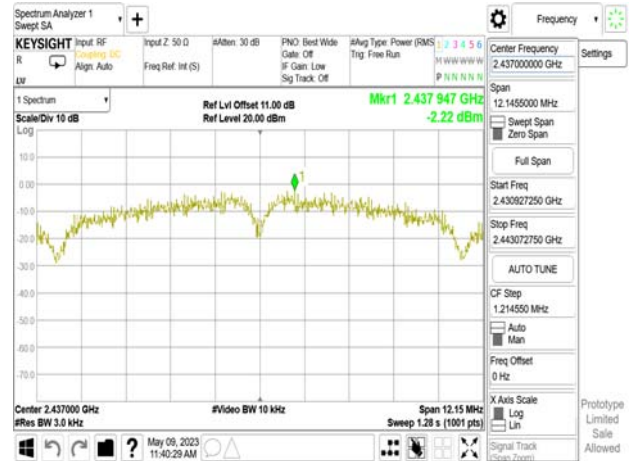 Spectrum Analyzer 1
Swept SA
+
Frequency
KEYSIGHT
R
LV
Input: RF
Coupling: DC
Align: Auto
Input Z: 50 Ω
Freq Ref: Int (S)
#Atten: 30 dB
PNO: Best Wide
Gate: Off
IF Gain: Low
Sig Track: Off
#Avg Type: Power (RMS
Trig: Free Run
1 2 3 4 5 6
M W W W W W
P N N N N N
Center Frequency
2.437000000 GHz
Settings
1 Spectrum
Scale/Div 10 dB
Ref Lvl Offset 11.00 dB
Ref Level 20.00 dBm
Mkr1 2.437 947 GHz
-2.22 dBm
Span
12.1455000 MHz
Swept Span
Zero Span
Full Span
Start Freq
2.430927250 GHz
Stop Freq
2.443072750 GHz
AUTO TUNE
CF Step
1.214550 MHz
Auto
Man
Freq Offset
0 Hz
X Axis Scale
Log
Lin
Signal Track
(Span Zoom)
Log
10.0
0.00
-10.0
-20.0
-30.0
-40.0
-50.0
-60.0
-70.0
1
Center 2.437000 GHz
#Res BW 3.0 kHz
#Video BW 10 kHz
Span 12.15 MHz
Sweep 1.28 s (1001 pts)
?
May 09, 2023
11:40:29 AM
Prototype
Limited
Sale
Allowed